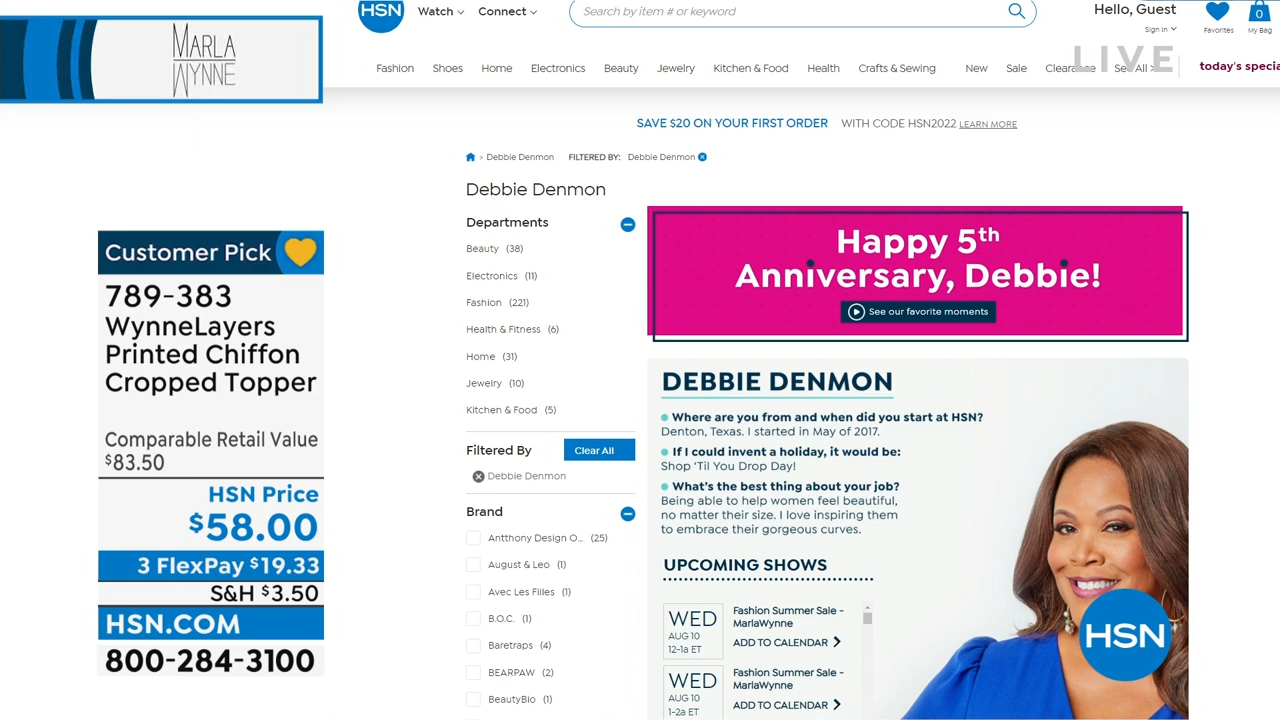 MARLA
WYNNE
Customer Pick
789-383
WynneLayers
Printed Chiffon
Cropped Topper
Comparable Retail Value
$83.50
HSN Price
$58.00
3 FlexPay $19.33
S&H $3.50
HSN.COM
800-284-3100
HSN
Watch
Connect
Search by item # or keyword
Hello, Guest
Sign In
Favorites
0
My Bag
LIVE
Fashion Shoes Home Electronics Beauty Jewelry Kitchen & Food Health Crafts & Sewing New Sale Clearance See All >
today's specia
SAVE $20 ON YOUR FIRST ORDER WITH CODE HSN2022 LEARN MORE
> Debbie Denmon FILTERED BY: Debbie Denmon
Debbie Denmon
Departments
Beauty (38)
Electronics (11)
Fashion (221)
Health & Fitness (6)
Home (31)
Jewelry (10)
Kitchen & Food (5)
Filtered By
Clear All
Debbie Denmon
Brand
Antthony Design O... (25)
August & Leo (1)
Avec Les Filles (1)
B.O.C. (1)
Baretraps (4)
BEARPAW (2)
BeautyBio (1)
Happy 5th
Anniversary, Debbie!
See our favorite moments
DEBBIE DENMON
Where are you from and when did you start at HSN?
Denton, Texas. I started in May of 2017.
If I could invent a holiday, it would be:
Shop ‘Til You Drop Day!
What's the best thing about your job?
Being able to help women feel beautiful,
no matter their size. I love inspiring them
to embrace their gorgeous curves.
UPCOMING SHOWS
WED
AUG 10
12-1a ET
Fashion Summer Sale -
MarlaWynne
ADD TO CALENDAR
WED
AUG 10
1-2a ET
Fashion Summer Sale -
MarlaWynne
ADD TO CALENDAR
HSN